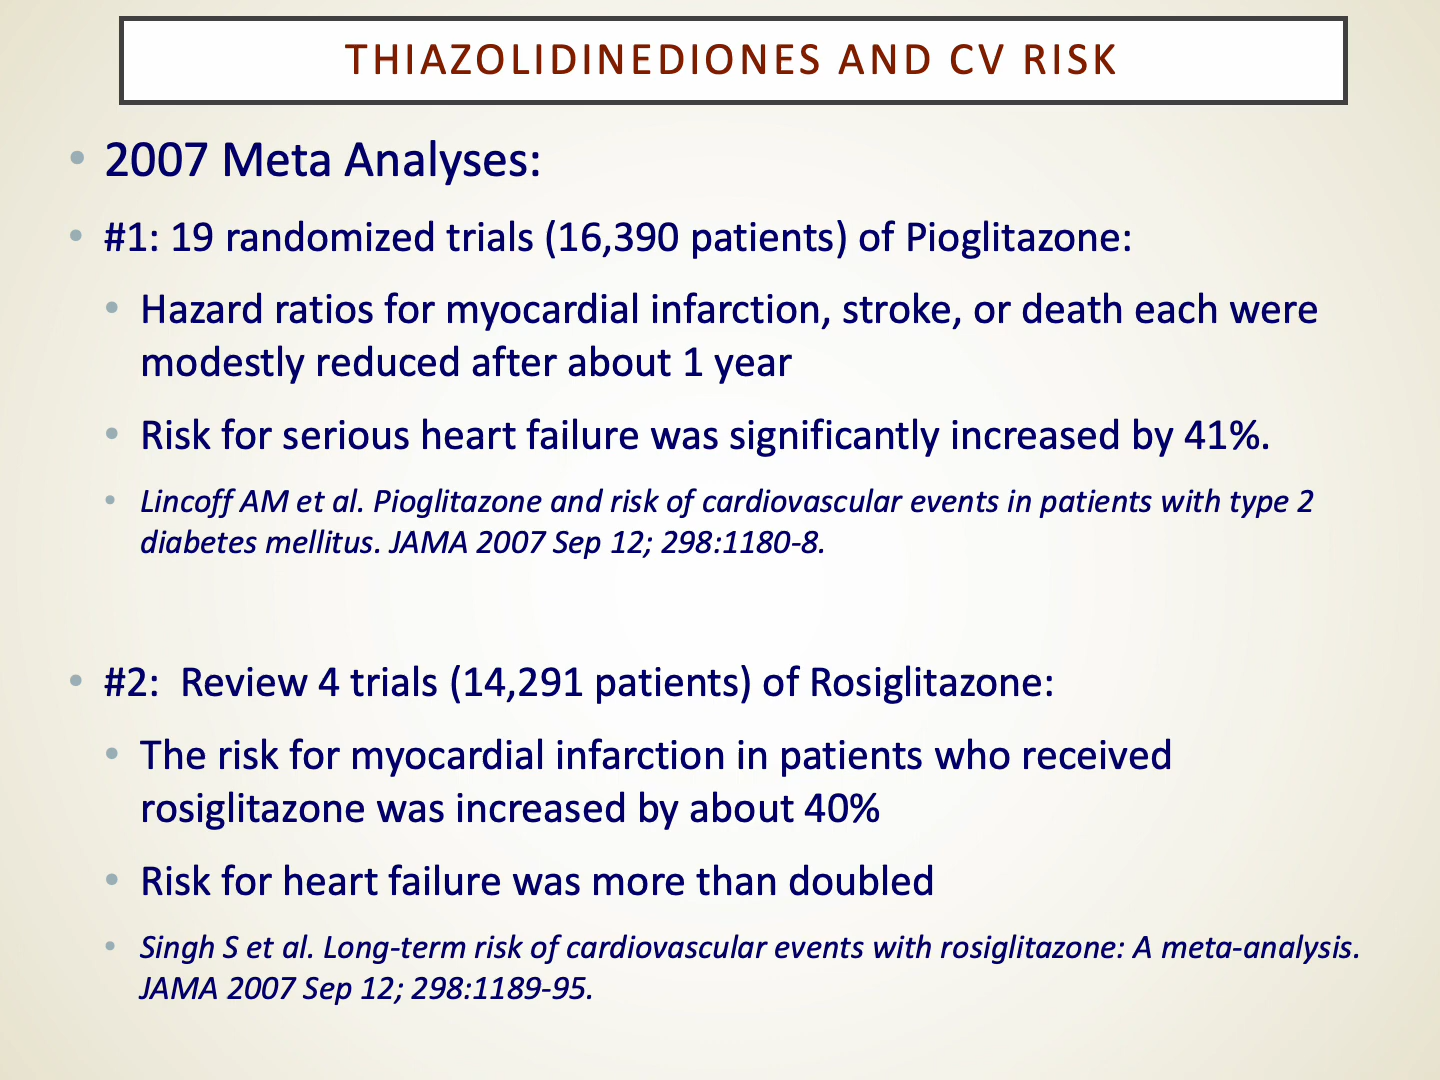 THIAZOLIDINEDIONES AND CV RISK
• 2007 Meta Analyses:
• #1: 19 randomized trials (16,390 patients) of Pioglitazone:
• Hazard ratios for myocardial infarction, stroke, or death each were
modestly reduced after about 1 year
• Risk for serious heart failure was significantly increased by 41%.
• Lincoff AM et al. Pioglitazone and risk of cardiovascular events in patients with type 2
diabetes mellitus. JAMA 2007 Sep 12; 298:1180-8.
• #2:  Review 4 trials (14,291 patients) of Rosiglitazone:
• The risk for myocardial infarction in patients who received
rosiglitazone was increased by about 40%
• Risk for heart failure was more than doubled
• Singh S et al. Long-term risk of cardiovascular events with rosiglitazone: A meta-analysis.
JAMA 2007 Sep 12; 298:1189-95.